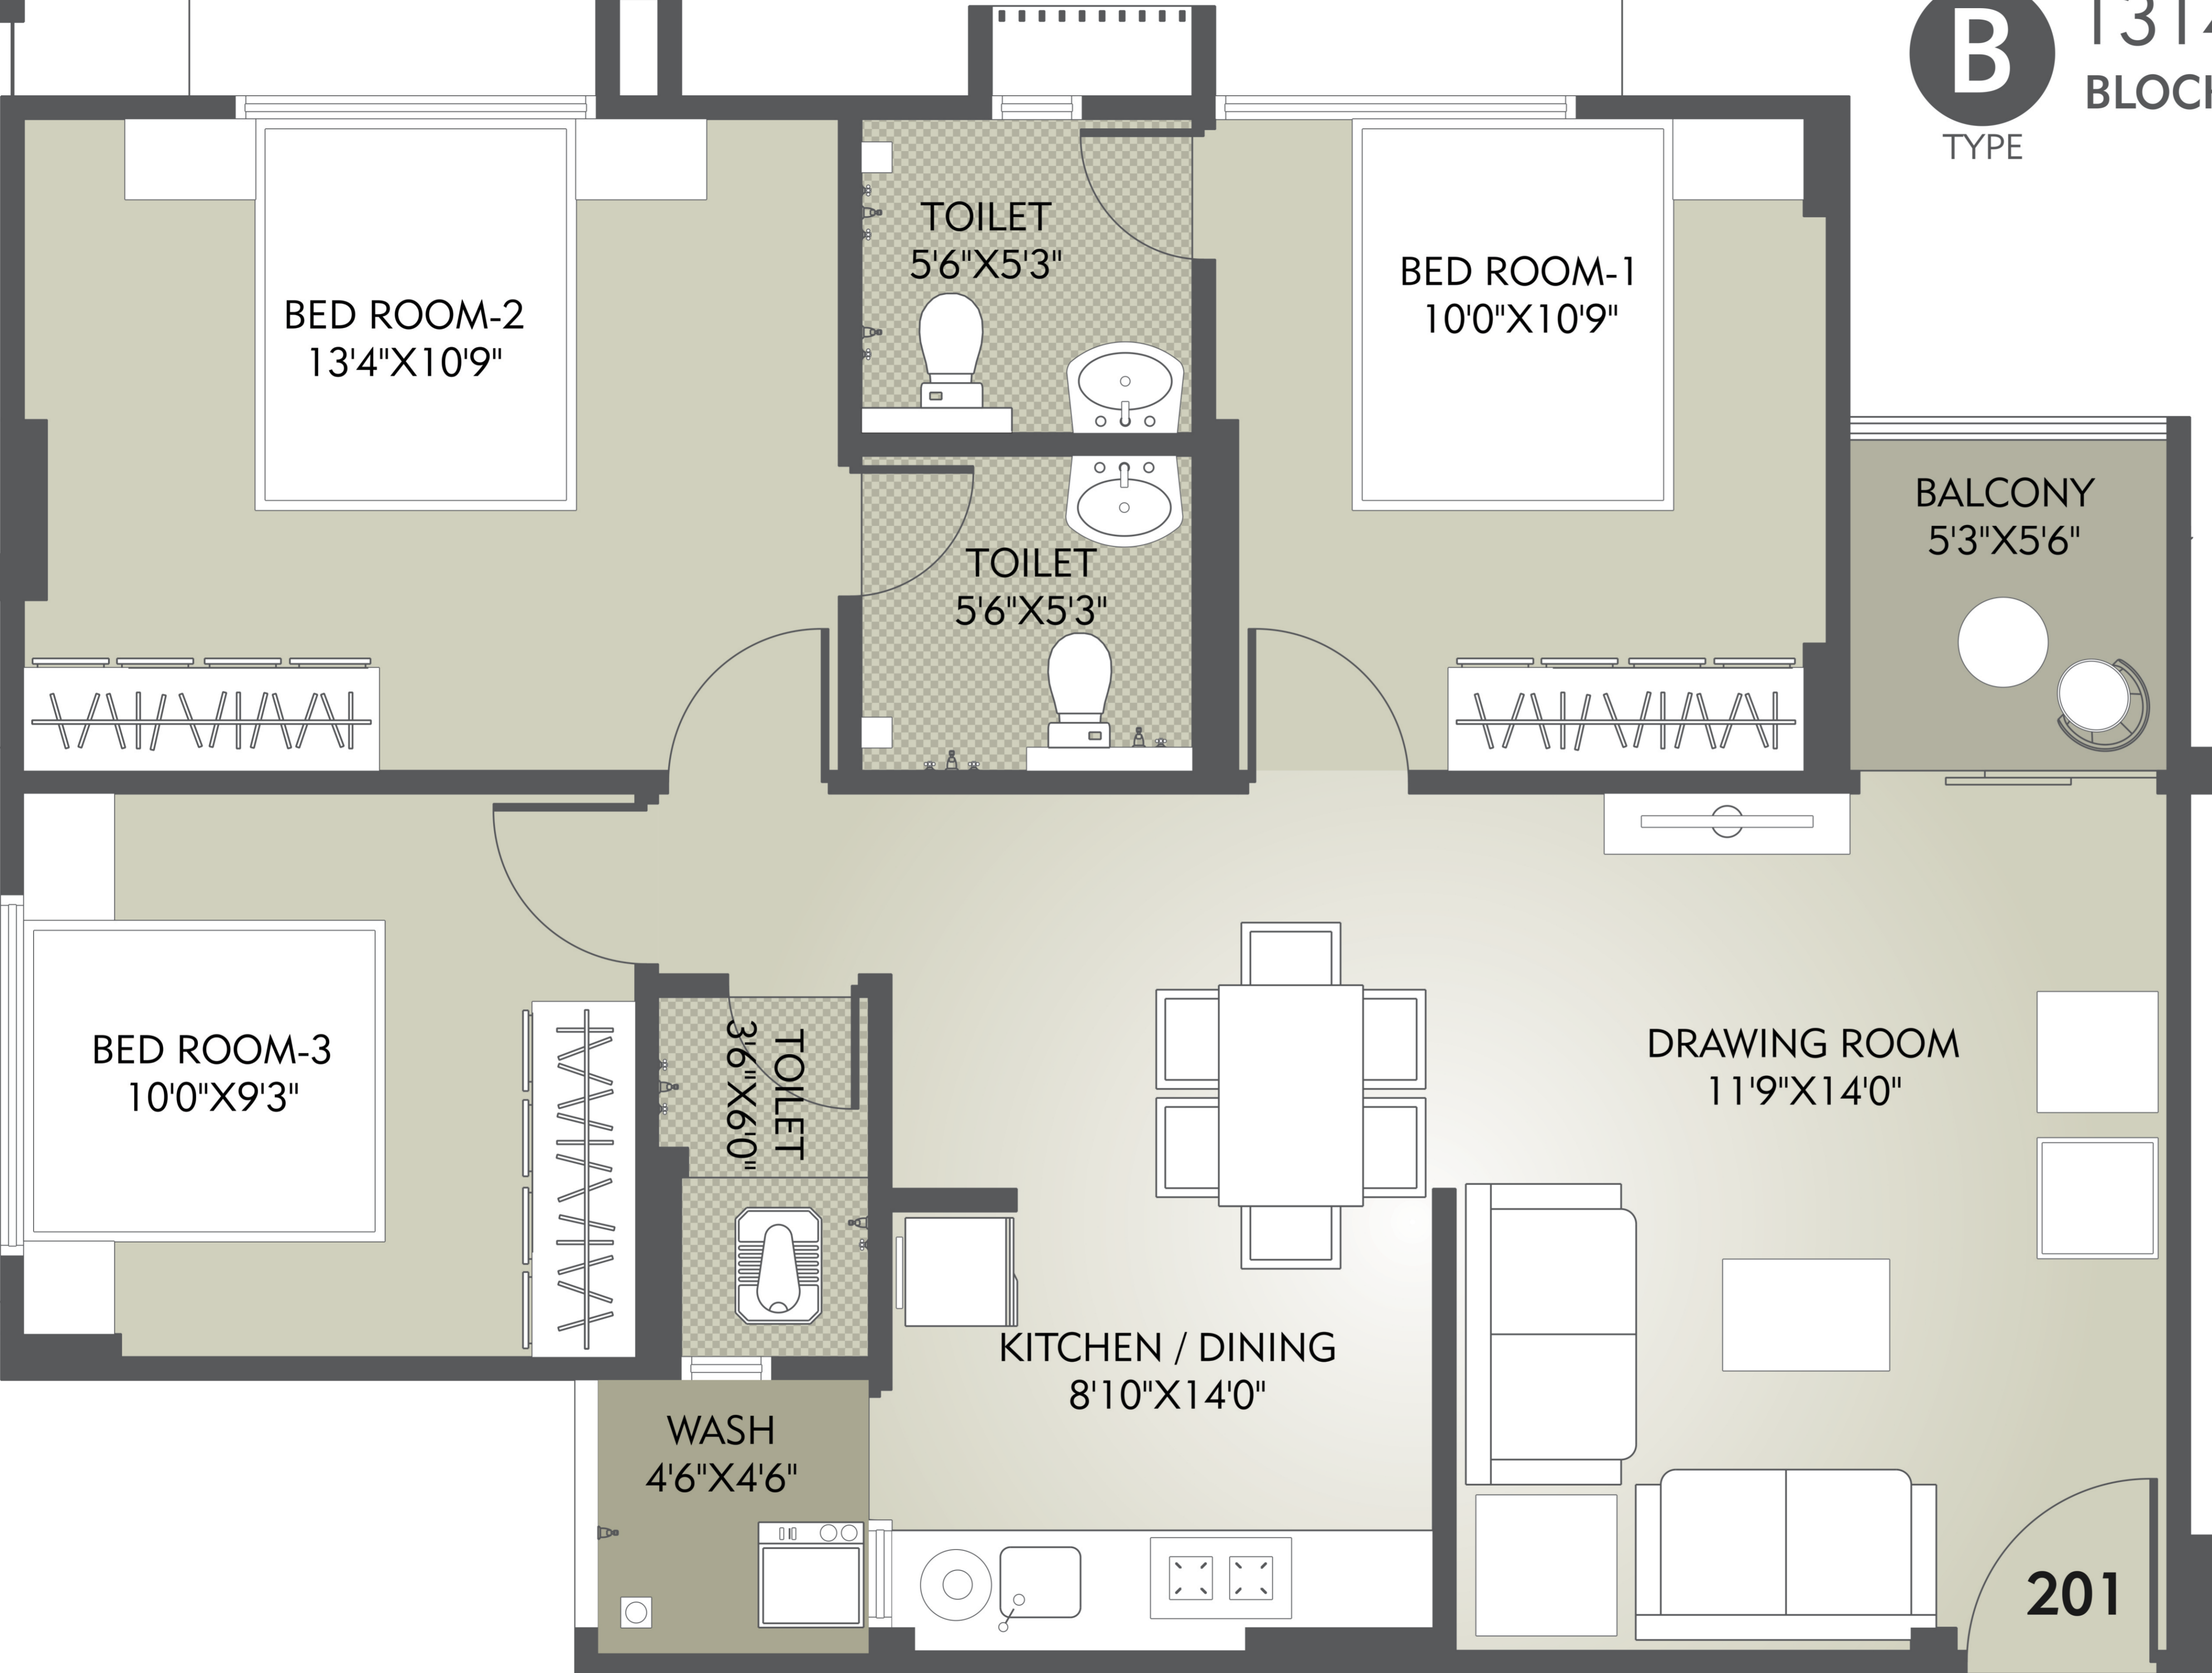 B
TYPE
BLOCK
TOILET
5'6"X5'3"
BED ROOM-1
10'0"X10'9"
BED ROOM-2
13'4"X10'9"
BALCONY
5'3"X5'6"
TOILET
5'6"X5'3"
BED ROOM-3
10'0"X9'3"
TOILET
3'6"X6'0"
DRAWING ROOM
11'9"X14'0"
KITCHEN / DINING
8'10"X14'0"
WASH
4'6"X4'6"
201